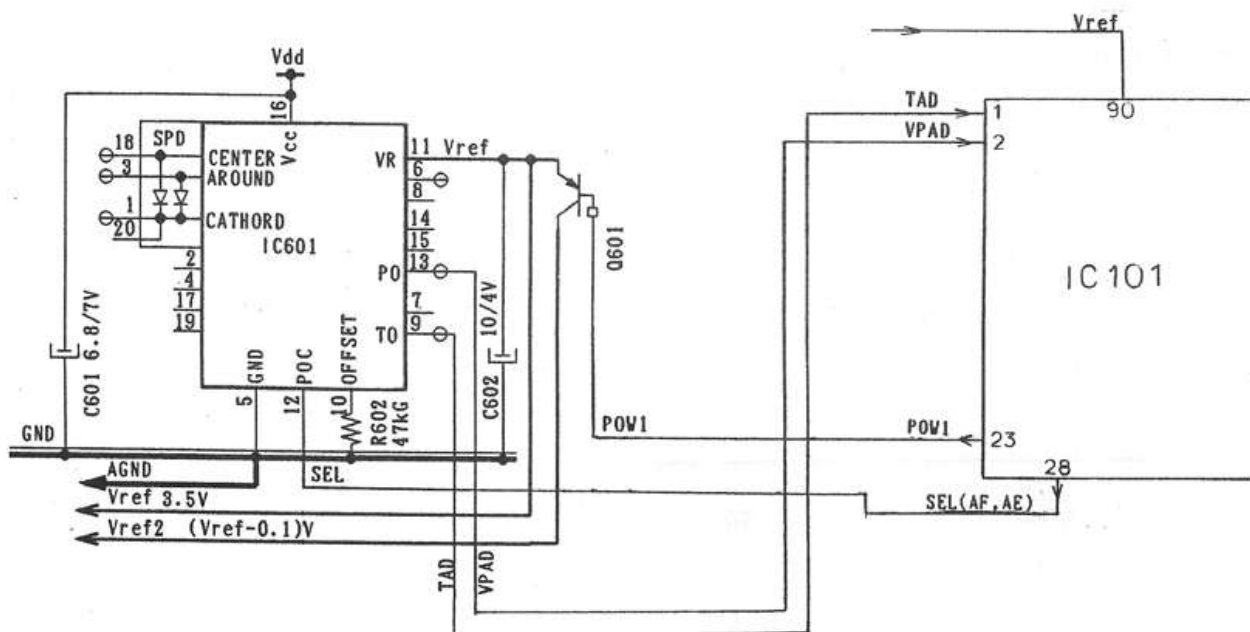 Vref
Vdd
16
Vcc
TAD
1
90
VPAD
2
18
SPD
CENTER
3
AROUND
1
CATHORD
20
IC601
VR
11
Vref
6
8
14
15
PO
13
7
TO
9
2
4
17
19
Q601
IC101
C601 6.8/7V
10/4V
C602
GND
5
POC
12
OFFSET
10
R602
47kG
POW1
POW1
23
GND
28
AGND
SEL
SEL(AF,AE)
Vref 3.5V
Vref2 (Vref-0.1)V
TAD
VPAD